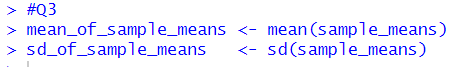 > #Q3
> mean_of_sample_means <- mean(sample_means)
> sd_of_sample_means   <- sd(sample_means)
>